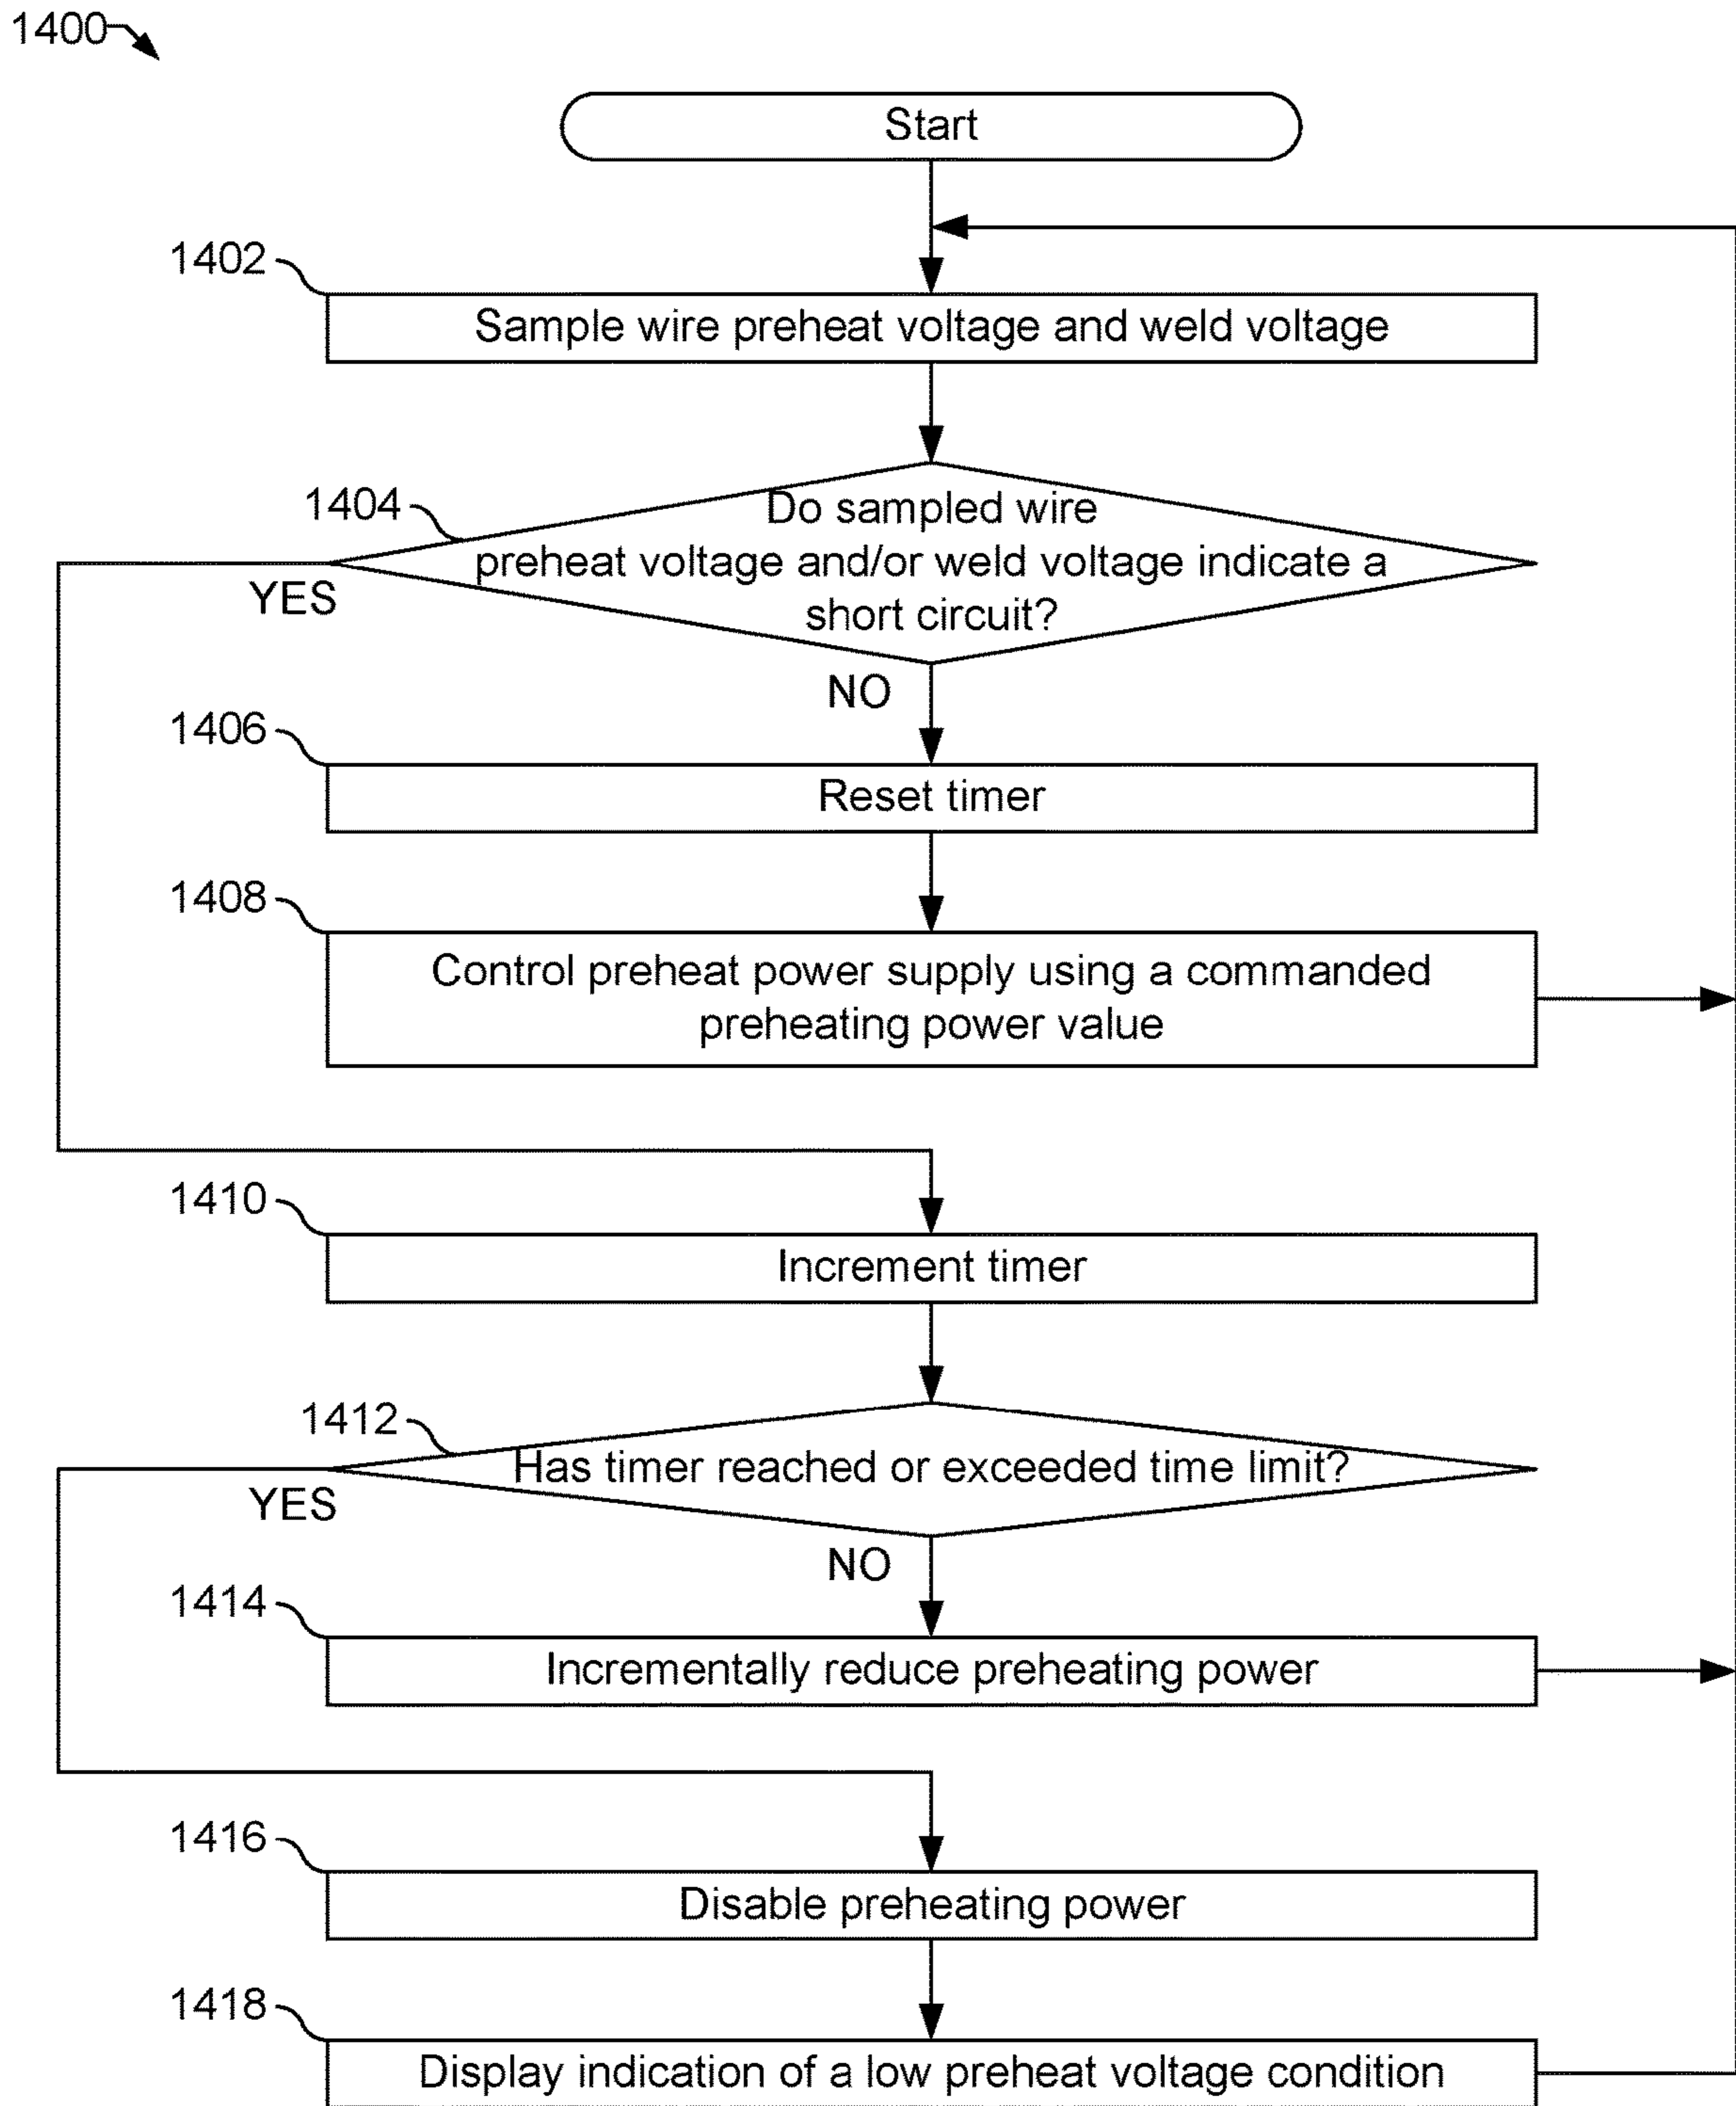 1400
Start
1402
Sample wire preheat voltage and weld voltage
1404
Do sampled wire
preheat voltage and/or weld voltage indicate a
short circuit?
YES
NO
1406
Reset timer
1408
Control preheat power supply using a commanded
preheating power value
1410
Increment timer
1412
Has timer reached or exceeded time limit?
YES
NO
1414
Incrementally reduce preheating power
1416
Disable preheating power
1418
Display indication of a low preheat voltage condition